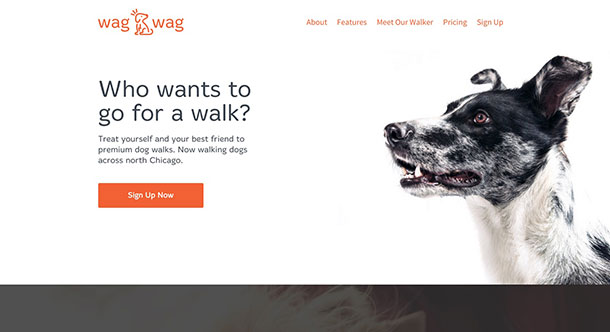 wag wag
About Features Meet Our Walker Pricing Sign Up
Who wants to
go for a walk?
Treat yourself and your best friend to
premium dog walks. Now walking dogs
across north Chicago.
Sign Up Now